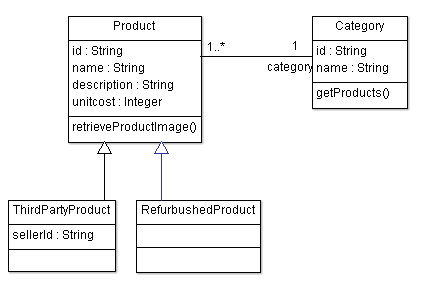 Product
id : String
name : String
description : String
unitcost : Integer
retrieveProductImage()
1..*
1
category
Category
id : String
name : String
getProducts()
ThirdPartyProduct
sellerId : String
RefurbushedProduct